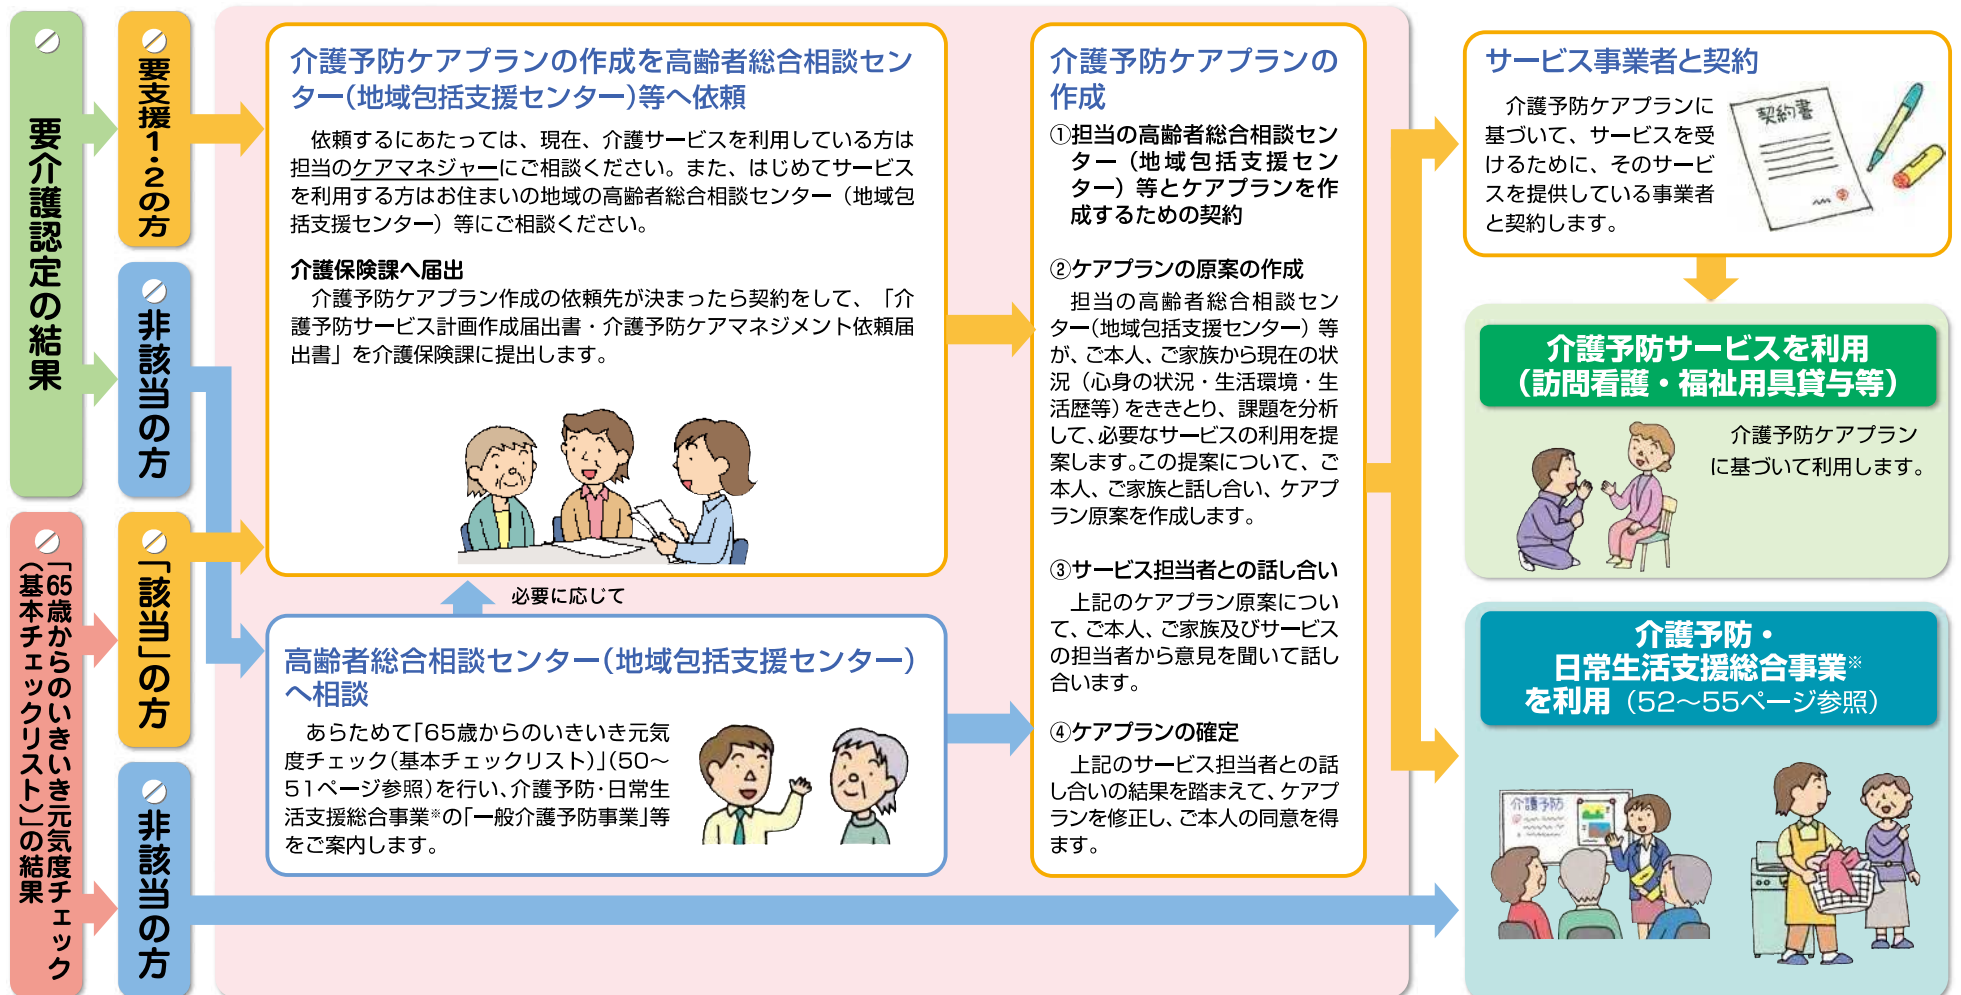 要介護認定の結果
要支援1・2の方
非該当の方
「65歳からのいきいき元気度チェック
（基本チェックリスト）」の結果
「該当」の方
非該当の方
介護予防ケアプランの作成を高齢者総合相談セン
ター(地域包括支援センター)等へ依頼
依頼するにあたっては、現在、介護サービスを利用している方は
担当のケアマネジャーにご相談ください。また、はじめてサービス
を利用する方はお住まいの地域の高齢者総合相談センター（地域包
括支援センター）等にご相談ください。
介護保険課へ届出
介護予防ケアプラン作成の依頼先が決まったら契約をして、「介
護予防サービス計画作成届出書・介護予防ケアマネジメント依頼届
出書」を介護保険課に提出します。
必要に応じて
高齢者総合相談センター(地域包括支援センター)
へ相談
あらためて「65歳からのいきいき元気
度チェック(基本チェックリスト)」(50～
51ページ参照)を行い、介護予防・日常生
活支援総合事業※の「一般介護予防事業」等
をご案内します。
介護予防ケアプランの
作成
①担当の高齢者総合相談セン
ター（地域包括支援セン
ター）等とケアプランを作
成するための契約
②ケアプランの原案の作成
担当の高齢者総合相談セン
ター(地域包括支援センター) 等
が、ご本人、ご家族から現在の状
況（心身の状況・生活環境・生
活歴等）をききとり、課題を分析
して、必要なサービスの利用を提
案します。この提案について、ご
本人、ご家族と話し合い、ケアプ
ラン原案を作成します。
③サービス担当者との話し合い
上記のケアプラン原案につい
て、ご本人、ご家族及びサービス
の担当者から意見を聞いて話し
合います。
④ケアプランの確定
上記のサービス担当者との話
し合いの結果を踏まえて、ケアプ
ランを修正し、ご本人の同意を得
ます。
サービス事業者と契約
介護予防ケアプランに
基づいて、サービスを受
けるために、そのサービ
スを提供している事業者
と契約します。
契約書
介護予防サービスを利用
（訪問看護・福祉用具貸与等）
介護予防ケアプラン
に基づいて利用します。
介護予防・
日常生活支援総合事業※
を利用（52～55ページ参照）
介護予防